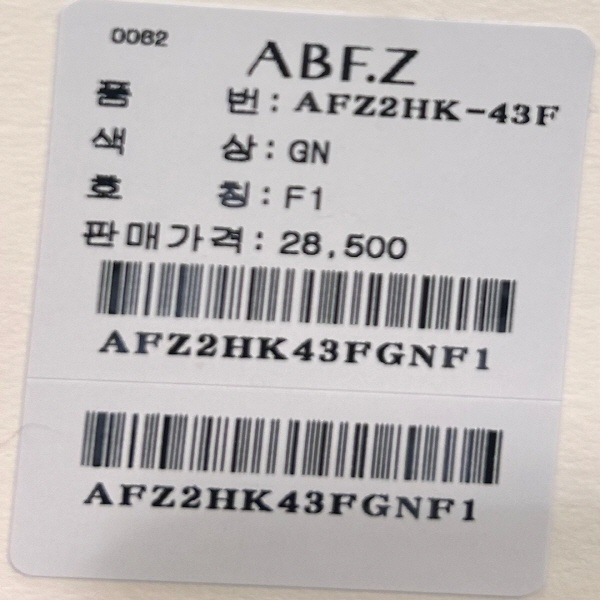 0062
ABF.Z
품 번: AFZ2HK-43F
색 상: GN
호 칭: F1
판매가격: 28,500
AFZ2HK43FGNF1
AFZ2HK43FGNF1